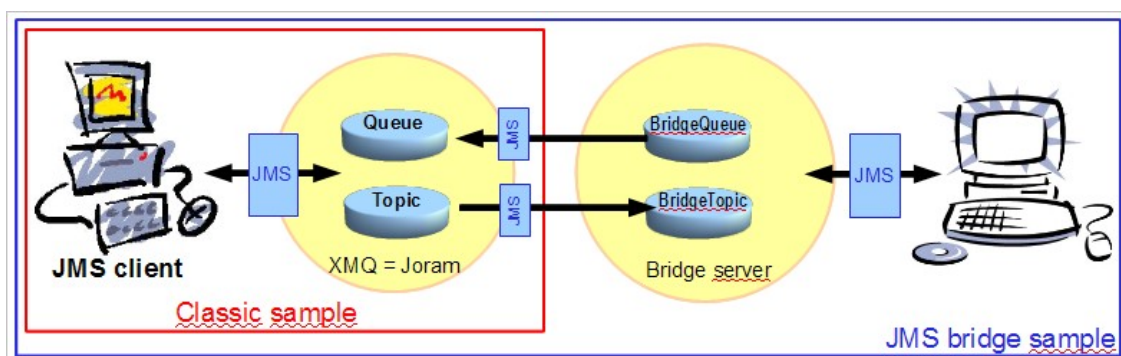 Queue
JMS
BridgeQueue
JMS
JMS
Topic
JMS
BridgeTopic
JMS client
XMQ = Joram
Bridge server
Classic sample
JMS bridge sample